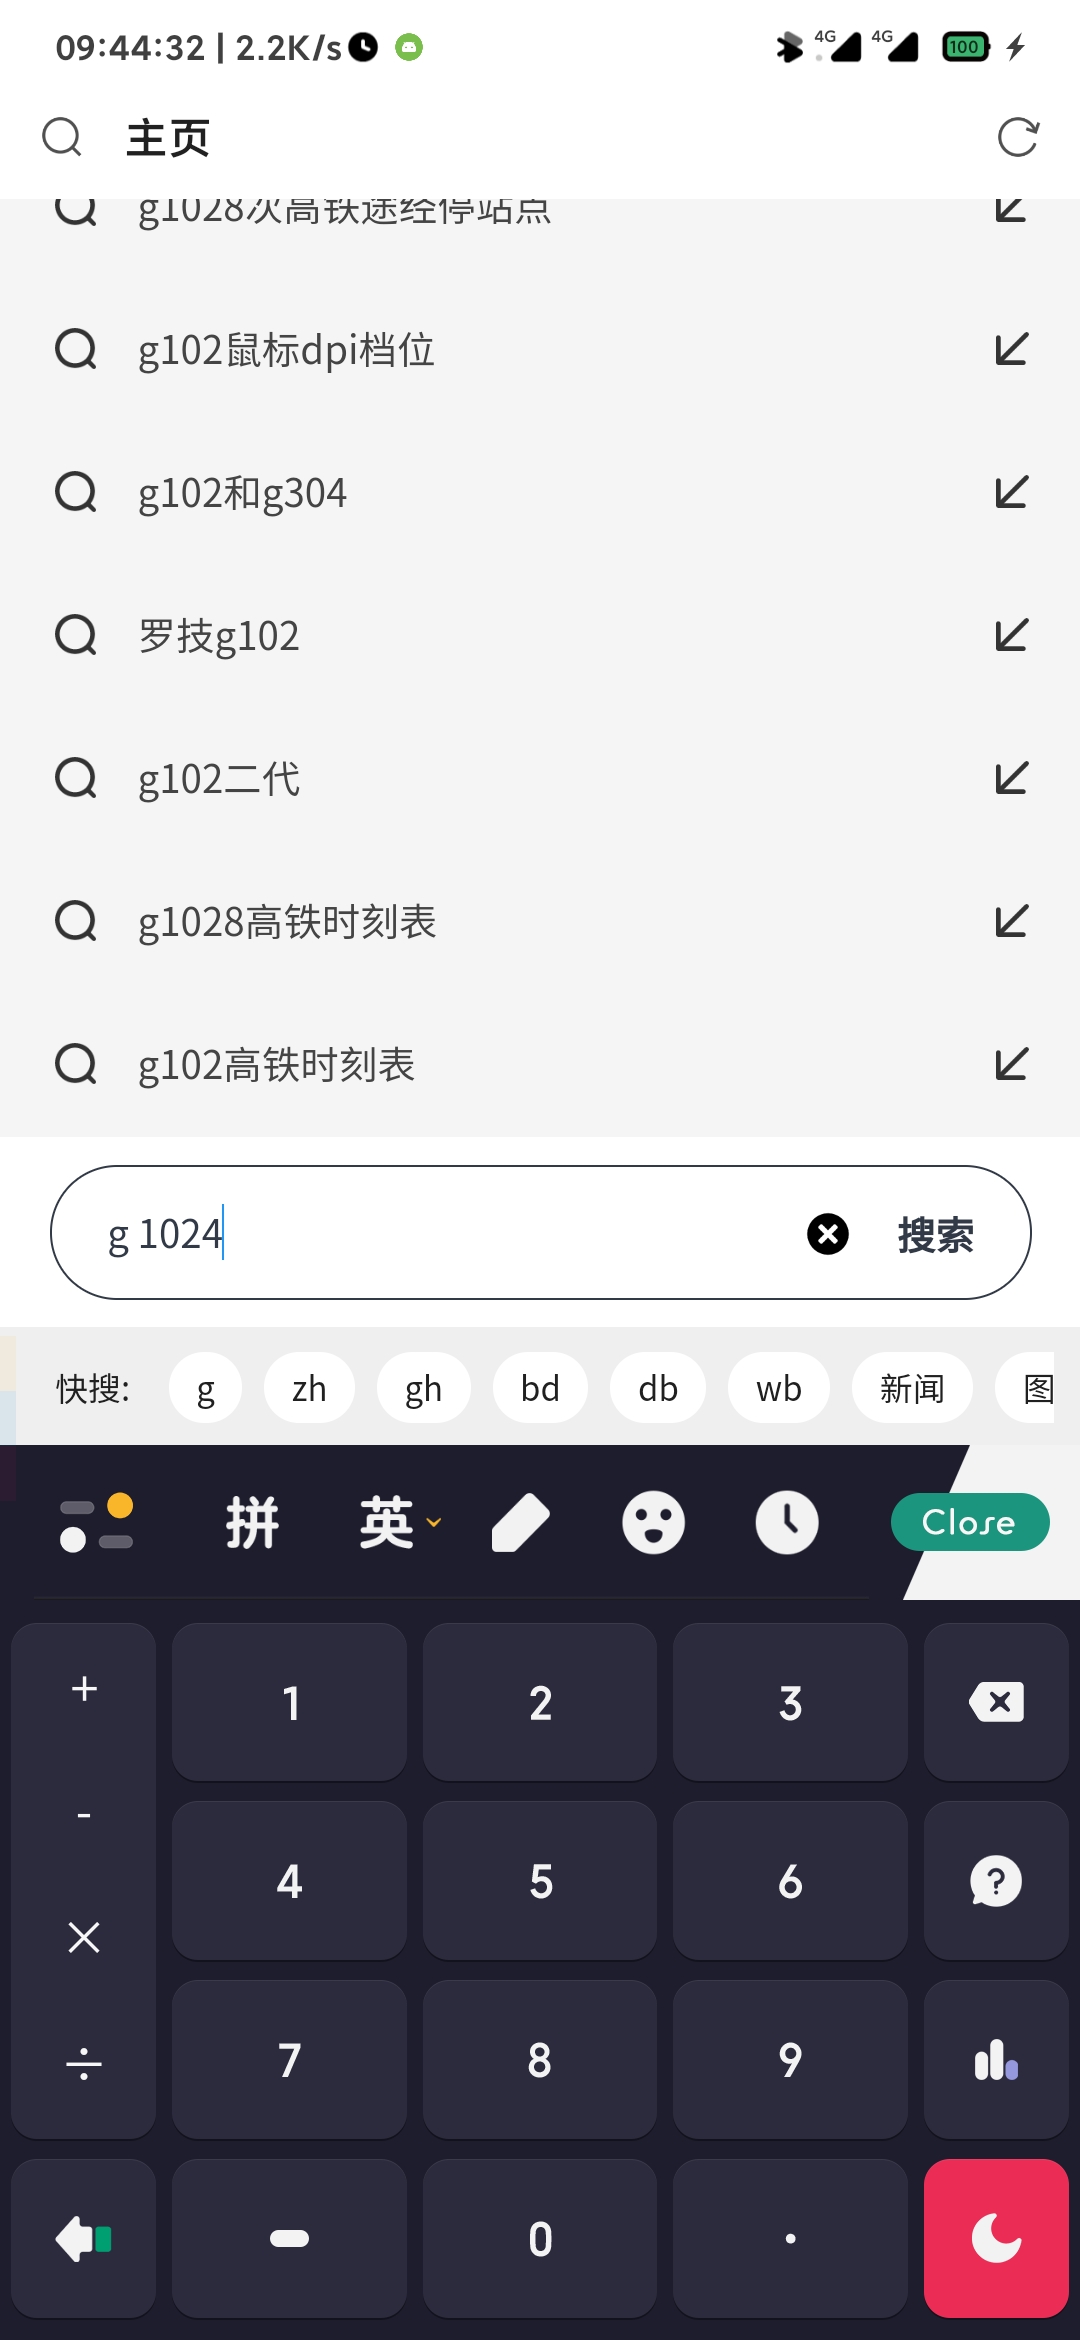 09:44:32 | 2.2K/s 4G 4G 100
主页
g1028次高铁途经停站点
g102鼠标dpi档位
g102和g304
罗技g102
g102二代
g1028高铁时刻表
g102高铁时刻表
g 1024 搜索
快搜: g zh gh bd db wb 新闻 图
拼 英 Close
+ 1 2 3
- 4 5 6
×
÷ 7 8 9
0 .